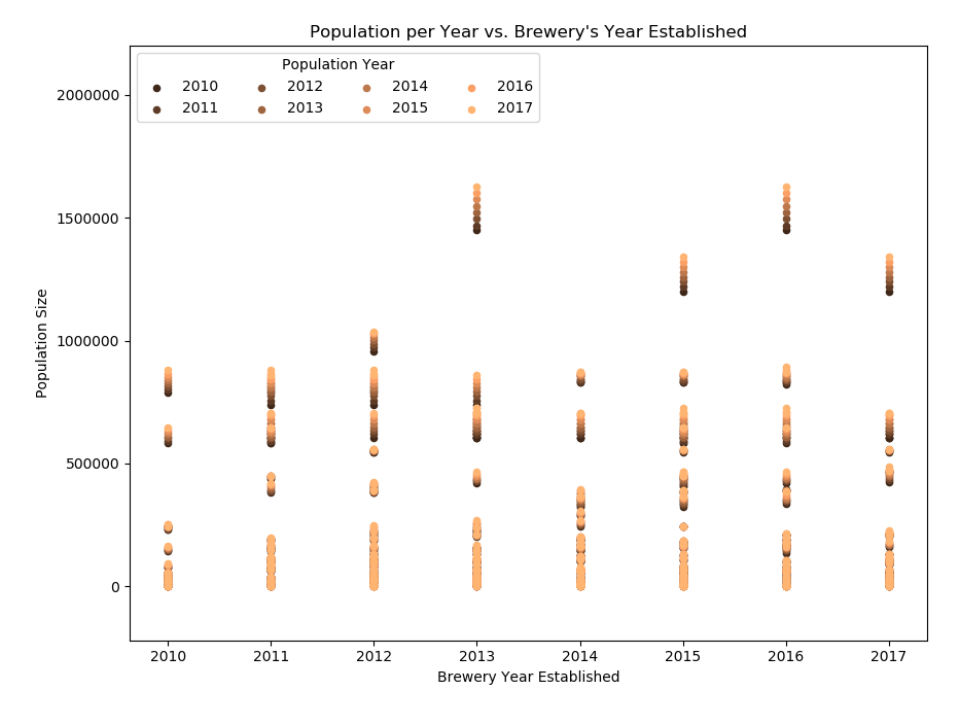 Population per Year vs. Brewery's Year Established
Population Year
2010 2012 2014 2016
2011 2013 2015 2017
2000000
1500000
1000000
500000
0
Population Size
2010 2011 2012 2013 2014 2015 2016 2017
Brewery Year Established